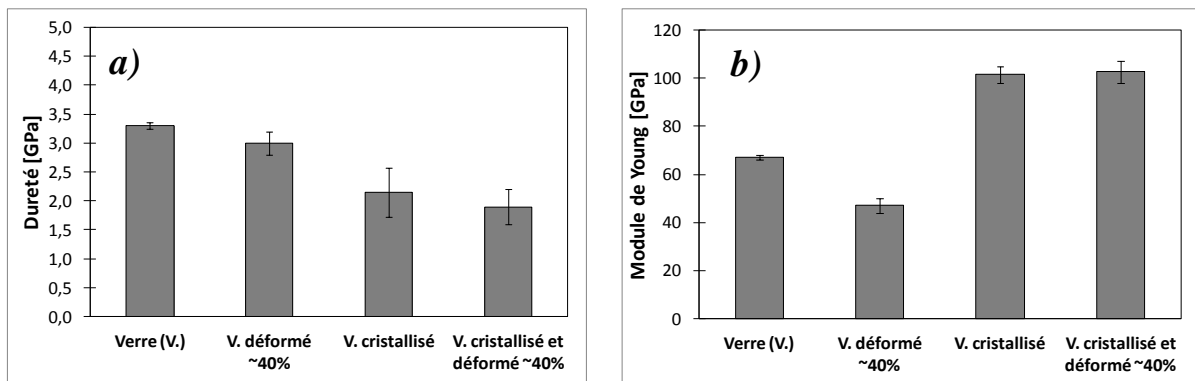 a)
Dureté [GPa]
5,0
4,5
4,0
3,5
3,0
2,5
2,0
1,5
1,0
0,5
0,0
Verre (V.)
V. déformé
~40%
V. cristallisé
V. cristallisé et
déformé ~40%
b)
Module de Young [GPa]
120
100
80
60
40
20
0
Verre (V.)
V. déformé
~40%
V. cristallisé
V. cristallisé et
déformé ~40%